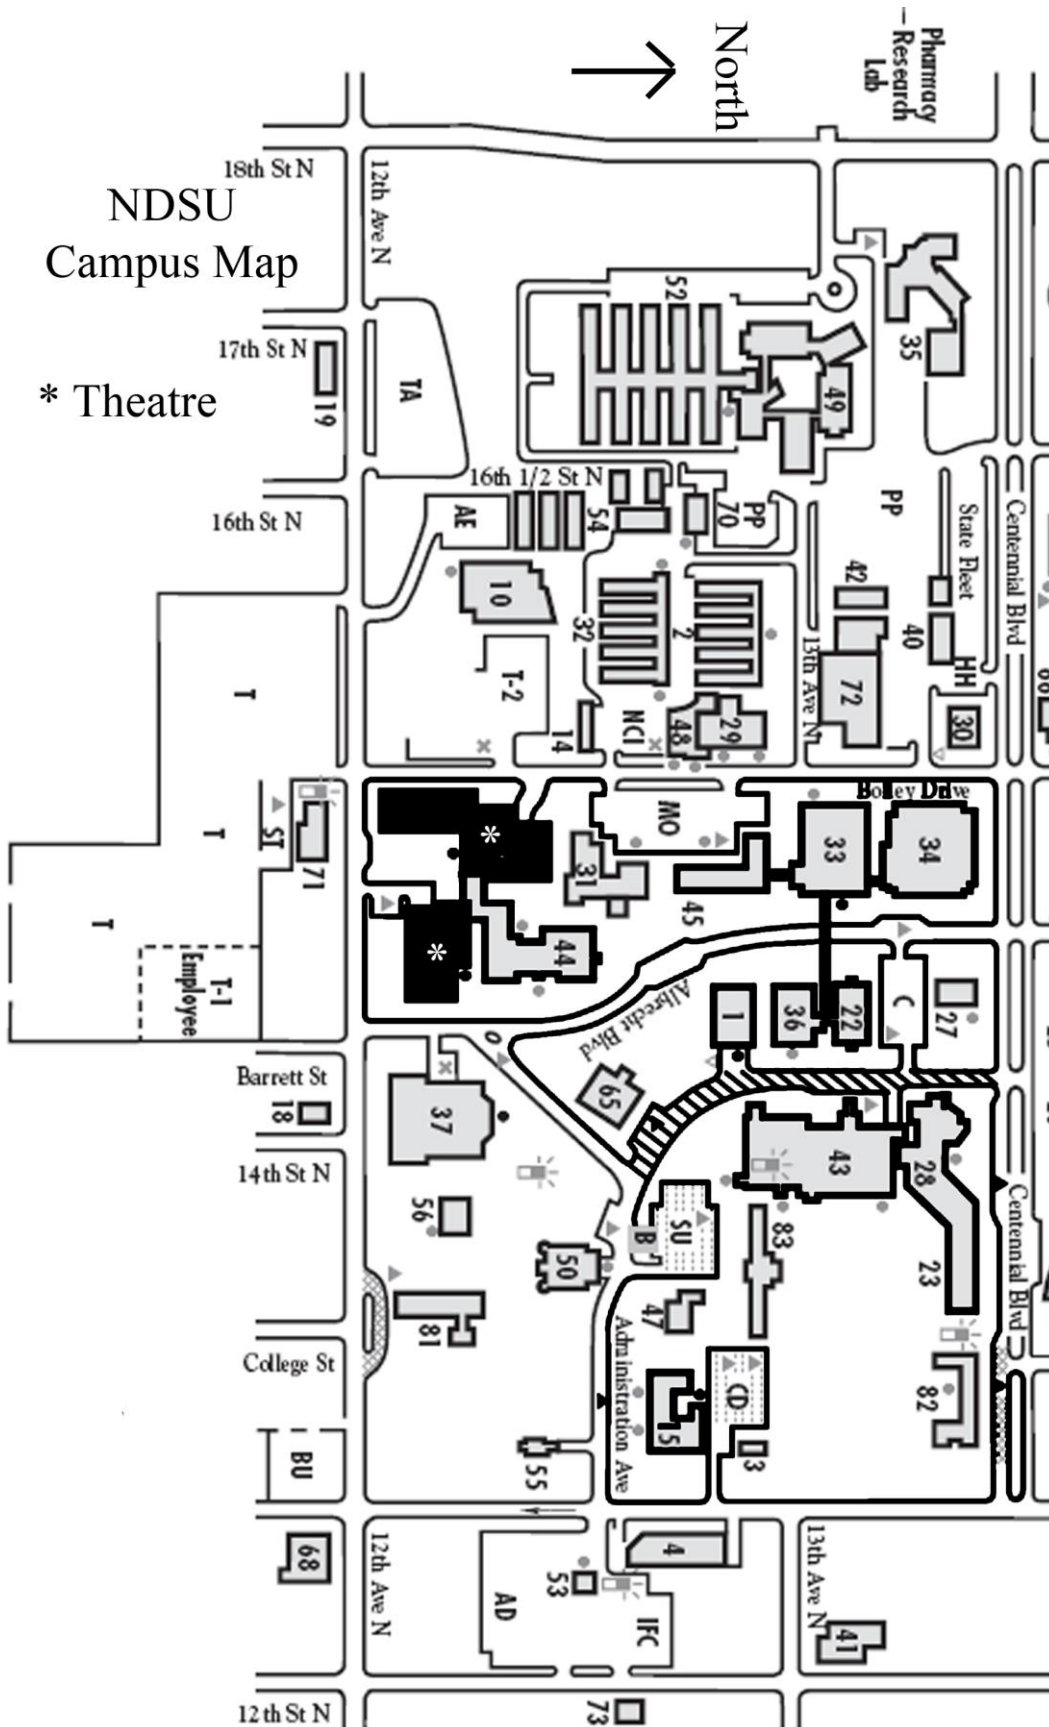 Pharmacy
– Research
Lab
North
18th St N
12th Ave N
NDSU
Campus Map
52
35
17th St N
* Theatre
TA
19
49
16th 1/2 St N
16th St N
AE
54
PP
70
PP
State Fleet
Centennial Blvd
10
32
2
42
40
13th Ave N
HH
T-2
72
30
T
14
NCI
48
29
Bolley Drive
T
ST
71
*
MO
33
34
31
45
T
T-1
Employee
*
44
Albrecht Blvd
1
36
22
C
27
O
65
Barrett St
18
37
43
28
14th St N
56
B
SU
83
23
Centennial Blvd
50
47
81
College St
Administration Ave
CD
82
15
3
BU
55
68
12th Ave N
4
13th Ave N
53
AD
IFC
41
12th St N
73